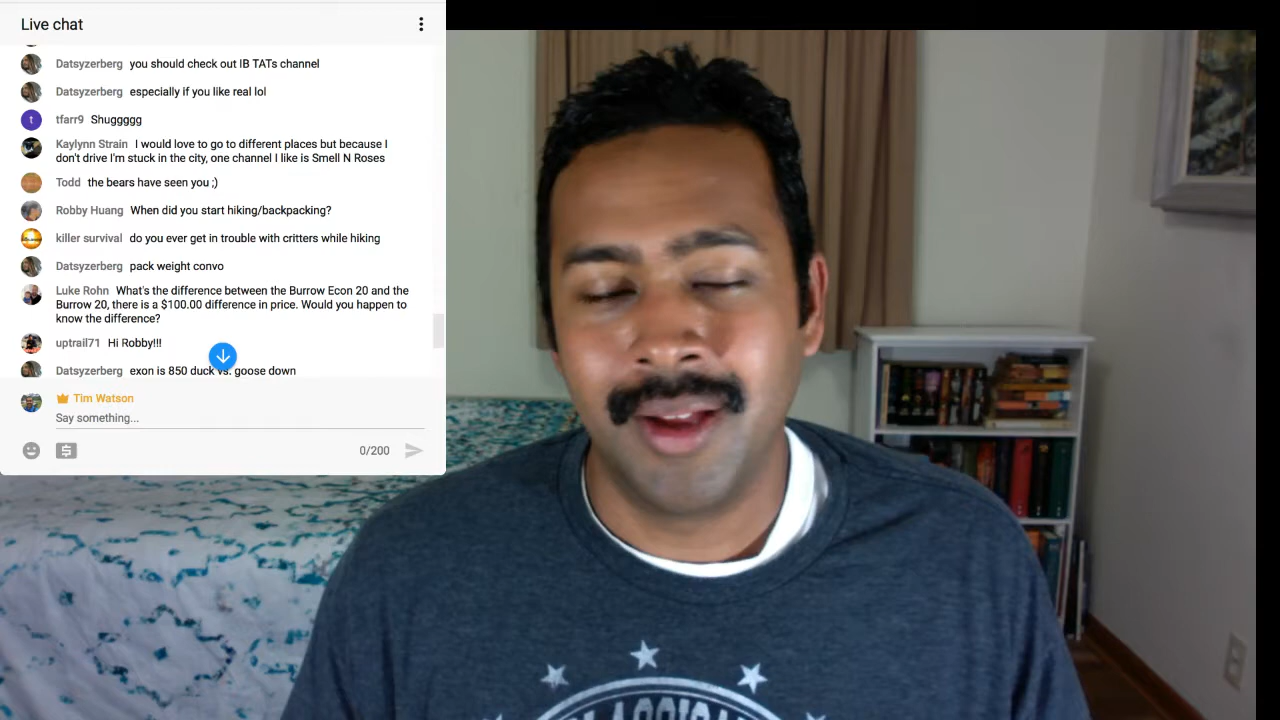 Live chat
Datsyzerberg you should check out IB TATs channel
Datsyzerberg especially if you like real lol
t tfarr9 Shuggggg
Kaylynn Strain I would love to go to different places but because I
don't drive I'm stuck in the city, one channel I like is Smell N Roses
Todd the bears have seen you ;)
Robby Huang When did you start hiking/backpacking?
killer survival do you ever get in trouble with critters while hiking
Datsyzerberg pack weight convo
Luke Rohn What's the difference between the Burrow Econ 20 and the
Burrow 20, there is a $100.00 difference in price. Would you happen to
know the difference?
uptrail71 Hi Robby!!!
Datsyzerberg exon is 850 duck vs. goose down
Tim Watson
Say something...
0/200